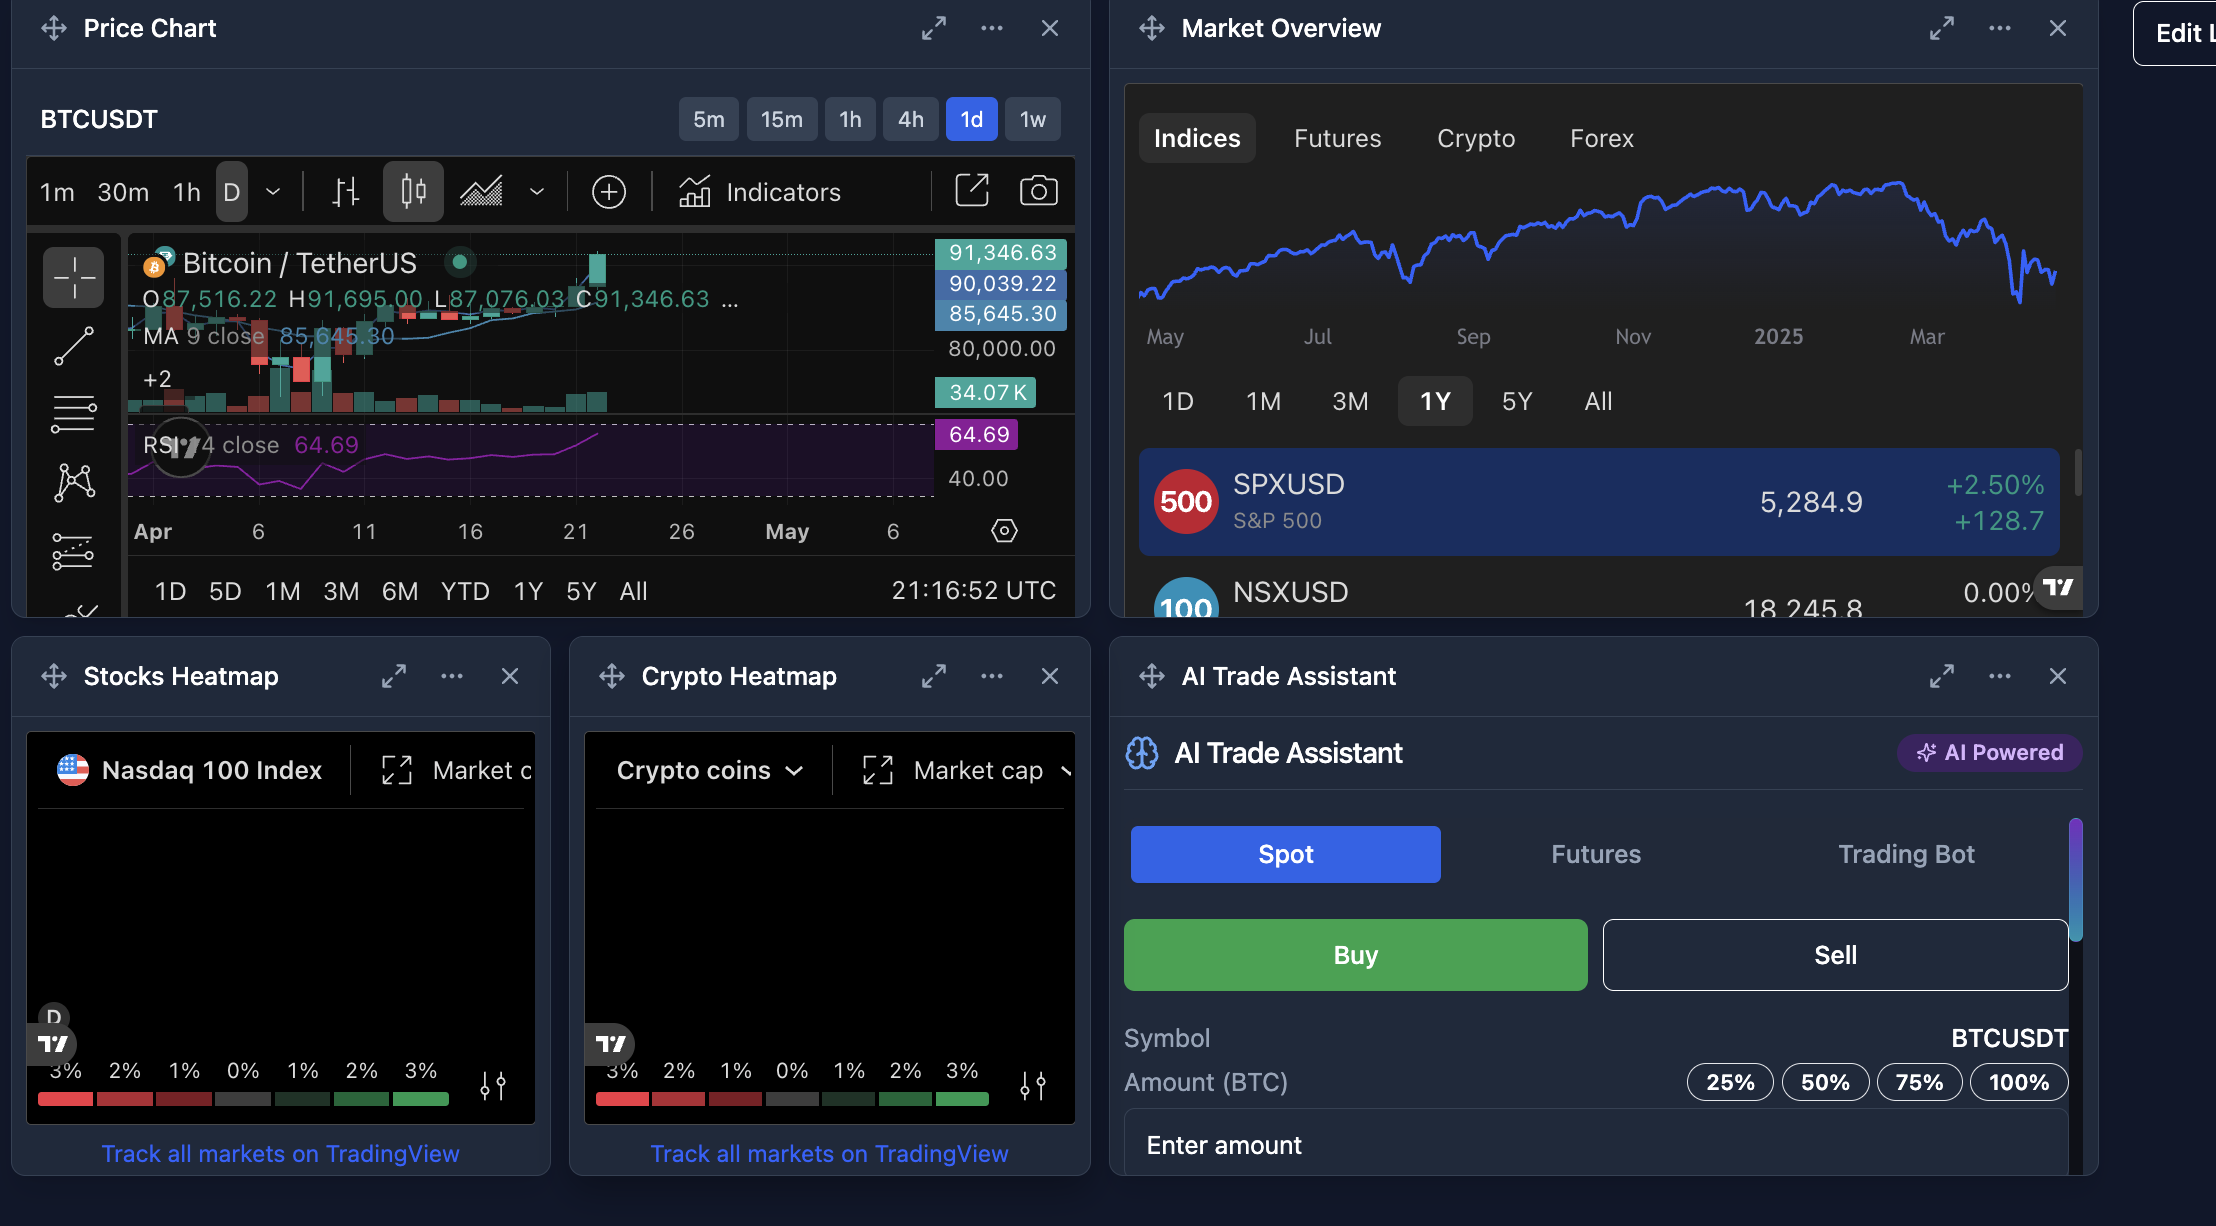 Price Chart
BTCUSDT
5m 15m 1h 4h 1d 1w
1m 30m 1h D Indicators
Bitcoin / TetherUS
O87,516.22 H91,695.00 L87,076.03 C91,346.63 ...
MA 9 close 85,645.30
+2
91,346.63
90,039.22
85,645.30
80,000.00
34.07 K
RSI 14 close 64.69
64.69
40.00
Apr 6 11 16 21 26 May 6
1D 5D 1M 3M 6M YTD 1Y 5Y All 21:16:52 UTC
Market Overview
Indices Futures Crypto Forex
May Jul Sep Nov 2025 Mar
1D 1M 3M 1Y 5Y All
500 SPXUSD 5,284.9 +2.50%
S&P 500 +128.7
100 NSXUSD 18,245.8 0.00%
Edit L
Stocks Heatmap
Nasdaq 100 Index Market c
D
3% 2% 1% 0% 1% 2% 3%
Track all markets on TradingView
Crypto Heatmap
Crypto coins Market cap
3% 2% 1% 0% 1% 2% 3%
Track all markets on TradingView
AI Trade Assistant
AI Trade Assistant AI Powered
Spot Futures Trading Bot
Buy Sell
Symbol BTCUSDT
Amount (BTC) 25% 50% 75% 100%
Enter amount